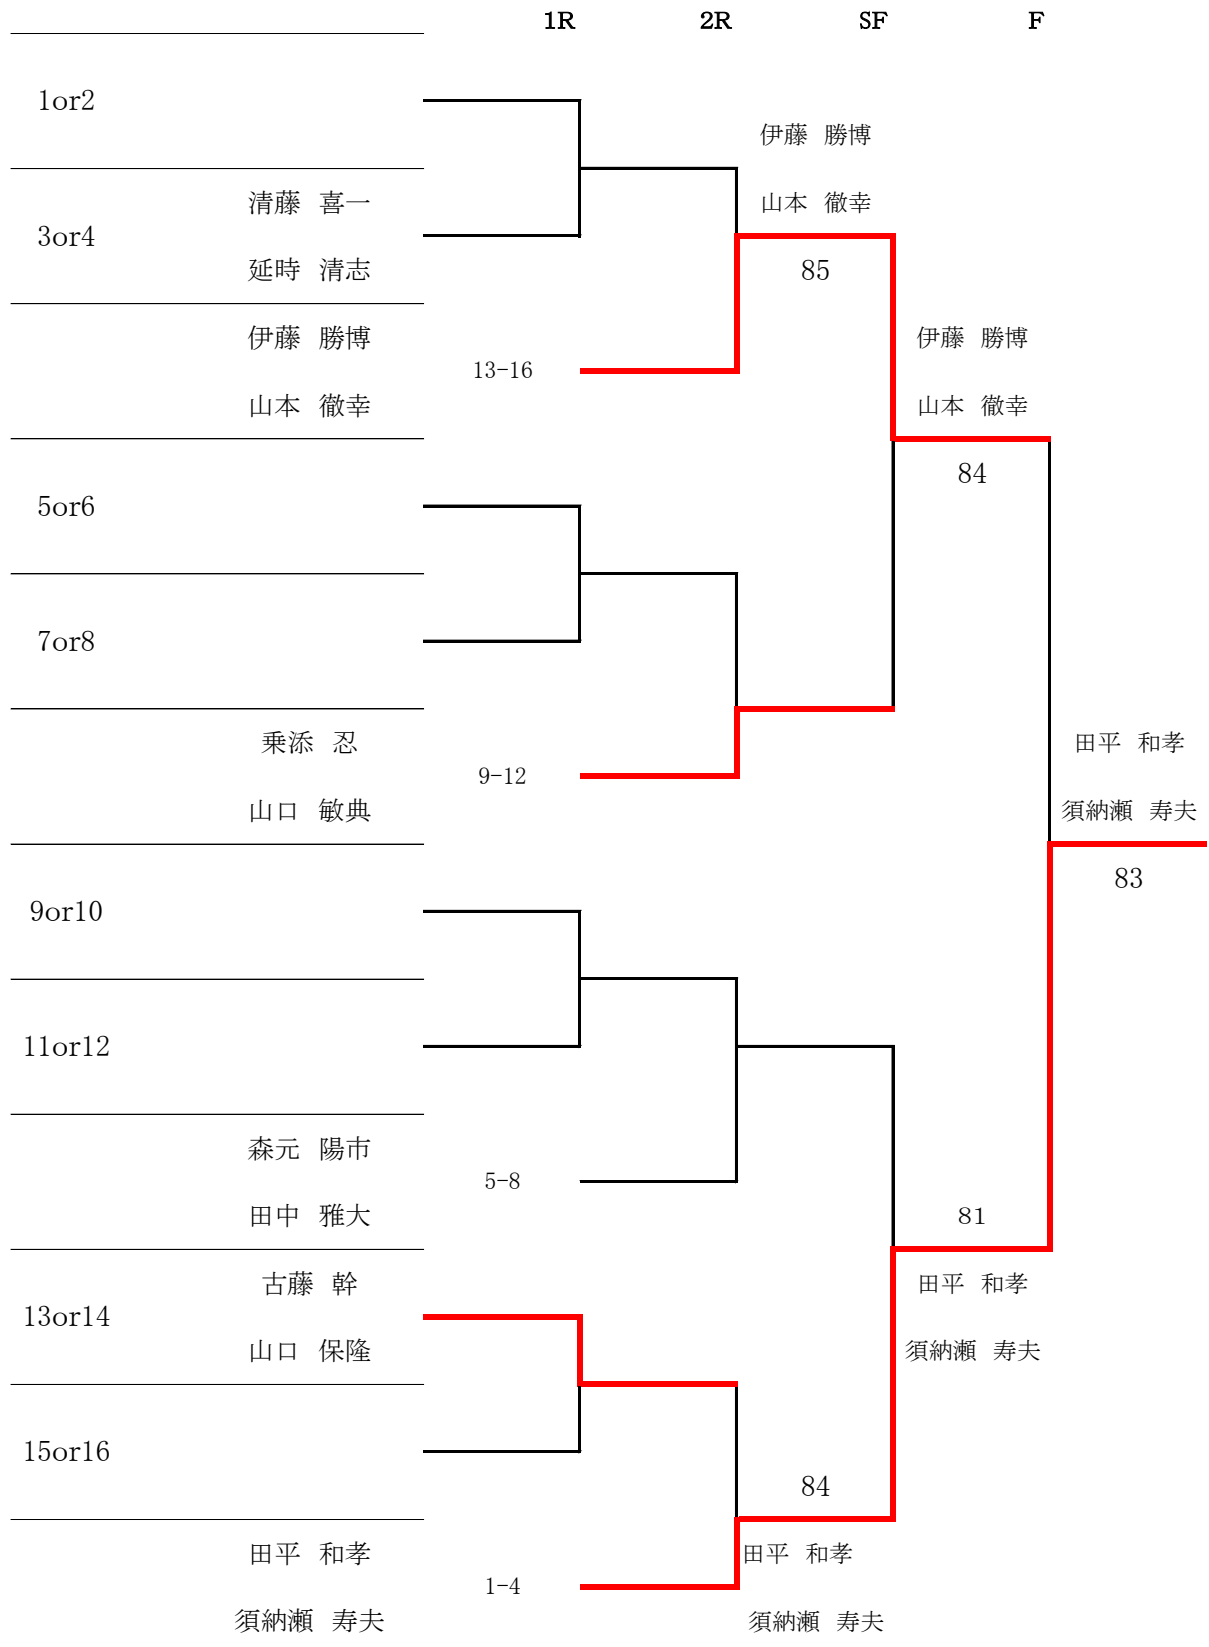 1R 2R SF F
1or2
伊藤 勝博
山本 徹幸
清藤 喜一
3or4
延時 清志
85
伊藤 勝博
山本 徹幸
13-16
伊藤 勝博
山本 徹幸
84
5or6
7or8
乗添 忍
山口 敏典
9-12
田平 和孝
須納瀬 寿夫
83
9or10
11or12
森元 陽市
田中 雅大
5-8
81
古藤 幹
13or14
山口 保隆
田平 和孝
須納瀬 寿夫
15or16
84
田平 和孝
須納瀬 寿夫
1-4
田平 和孝
須納瀬 寿夫